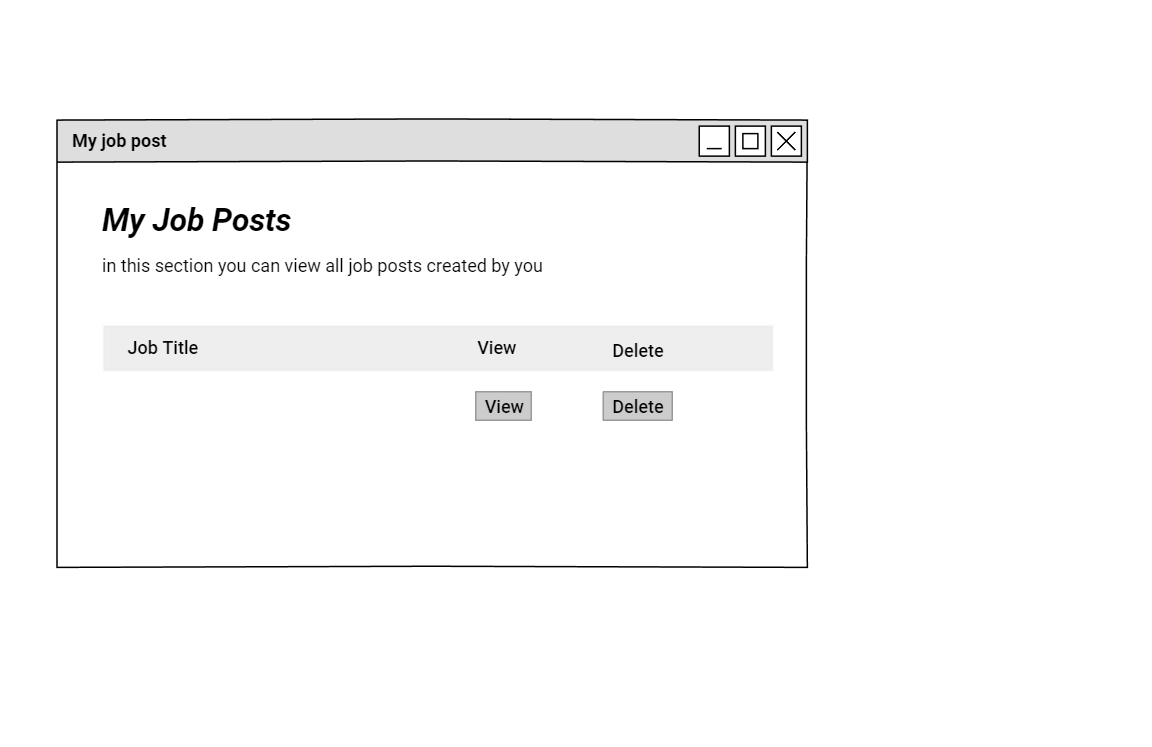 My job post
My Job Posts
in this section you can view all job posts created by you
Job Title View Delete
View Delete